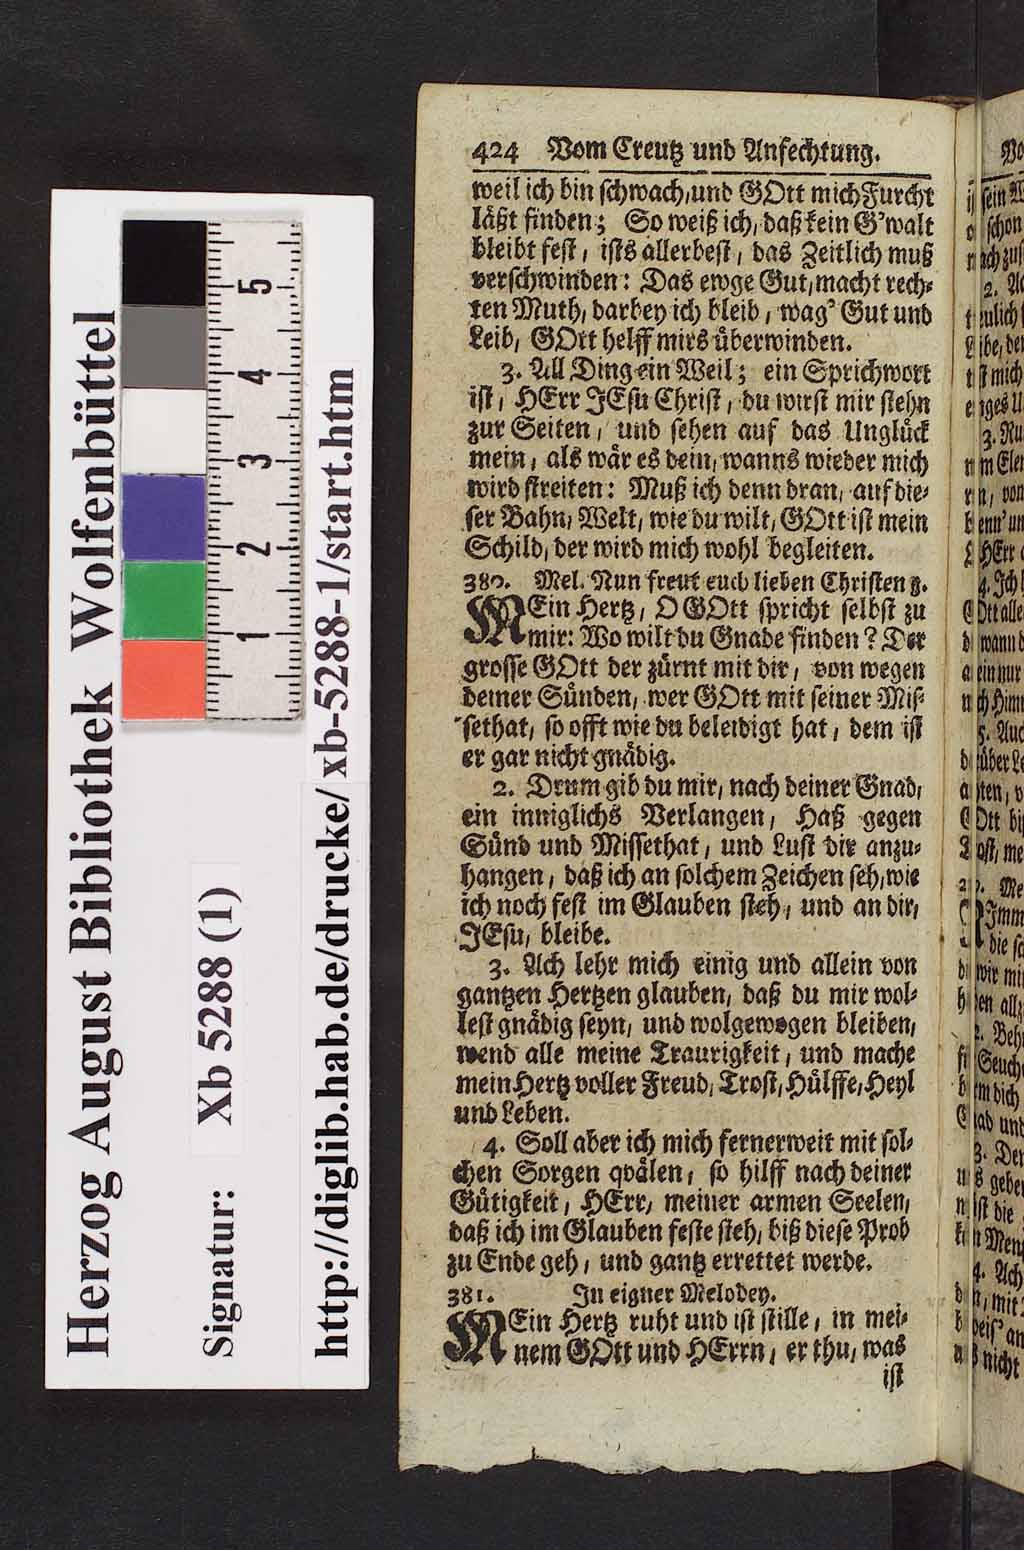 Herzog August Bibliothek Wolfenbüttel
Signatur: Xb 5288 (1)
http://diglib.hab.de/drucke/xb-5288-1/start.htm
5
4
3
2
1
424 Vom Creutz und Anfechtung.
weil ich bin schwach, und GOtt mich Furcht
läßt finden; So weiß ich, daß kein G'walt
bleibt fest, ists allerbest, das Zeitlich muß
verschwinden: Das ewge Gut, macht rech-
ten Muth, darbey ich bleib, wag' Gut und
Leib, GOtt helff mirs überwinden.
3. All Ding ein Weil; ein Sprichwort
ist, HErr JEsu Christ, du wirst mir stehn
zur Seiten, und sehen auf das Unglück
mein, als wär es dein, wanns wieder mich
wird streiten: Muß ich denn dran, auf die-
ser Bahn, Welt, wie du wilt, GOtt ist mein
Schild, der wird mich wohl begleiten.
380. Mel. Nun freut euch lieben Christen g.
MEin Hertz, O GOtt spricht selbst zu
mir: Wo wilt du Gnade finden? Der
grosse GOtt der zürnt mit dir, von wegen
deiner Sünden, wer GOtt mit seiner Mis-
sethat, so offt wie du beleidigt hat, dem ist
er gar nicht gnädig.
2. Drum gib du mir, nach deiner Gnad,
ein inniglichs Verlangen, Haß gegen
Sünd und Missethat, und Lust dir anzu-
hangen, daß ich an solchem Zeichen seh, wie
ich noch fest im Glauben steh, und an dir,
JEsu, bleibe.
3. Ach lehr mich einig und allein von
gantzen Hertzen glauben, daß du mir wol-
lest gnädig seyn, und wolgewogen bleiben,
wend alle meine Traurigkeit, und mache
mein Hertz voller Freud, Trost, Hülffe, Heyl
und Leben.
4. Soll aber ich mich fernerweit mit sol-
chen Sorgen qvälen, so hilff nach deiner
Gütigkeit, HErr, meiner armen Seelen,
daß ich im Glauben feste steh, biß diese Prob
zu Ende geh, und gantz errettet werde.
381. In eigner Melodey.
MEin Hertz ruht und ist stille, in mei-
nem GOtt und HErrn, er thu, was
ist